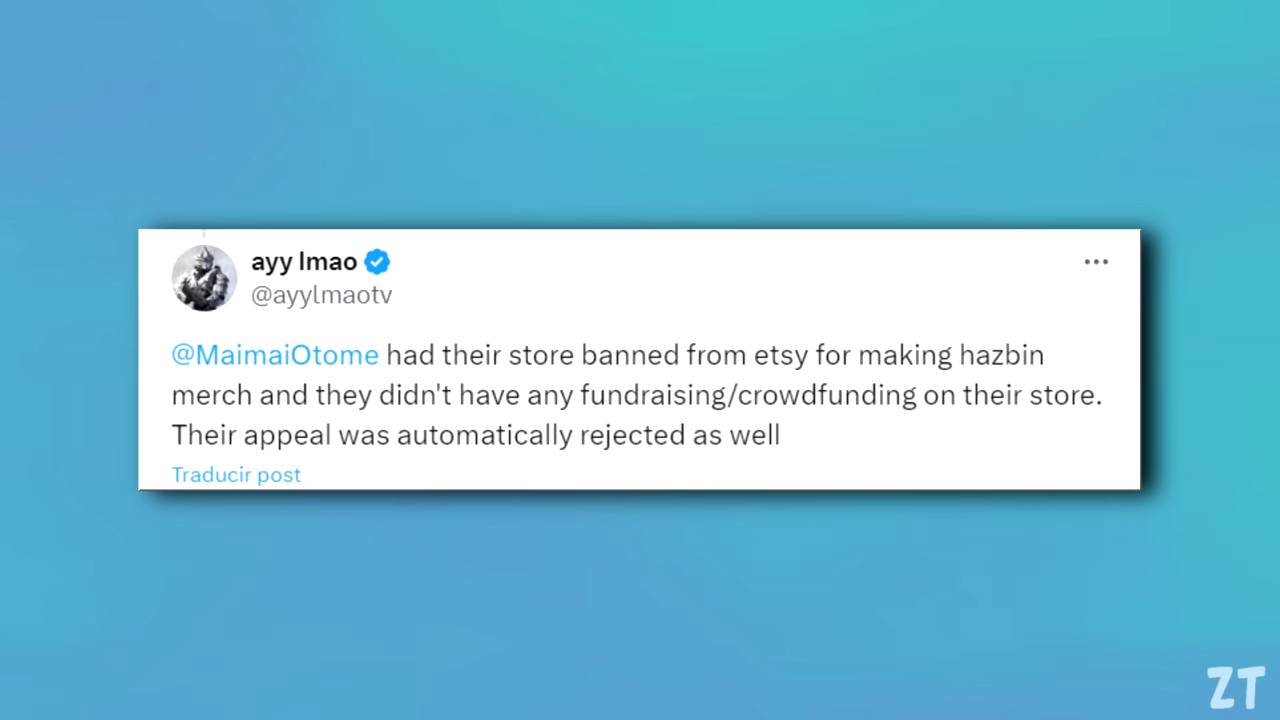 ayy lmao
@ayylmaotv
@MaimaiOtome had their store banned from etsy for making hazbin
merch and they didn't have any fundraising/crowdfunding on their store.
Their appeal was automatically rejected as well
Traducir post
ZT